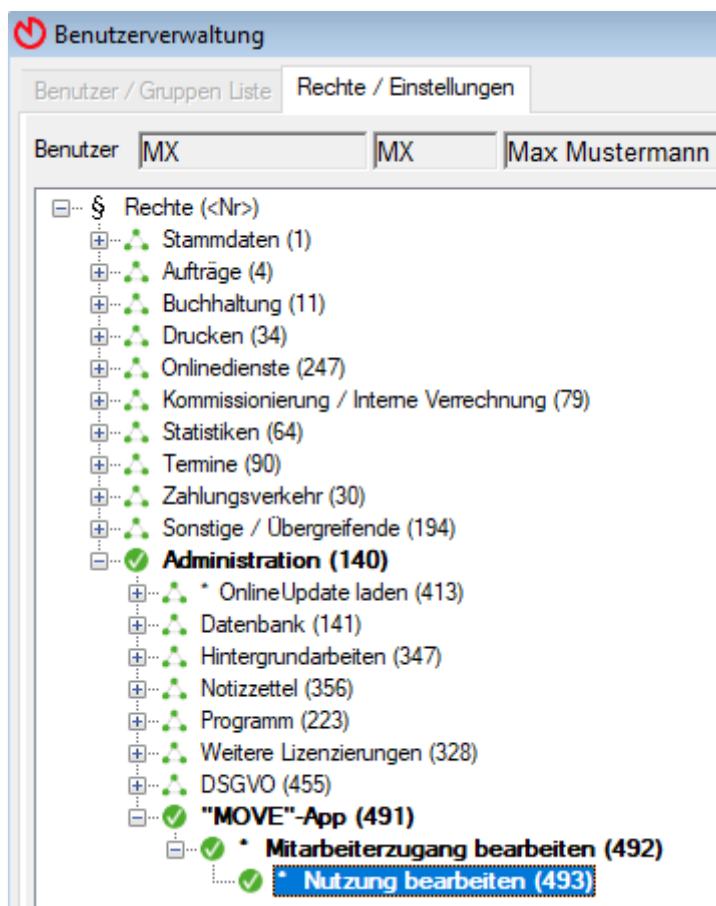 Benutzerverwaltung
Benutzer / Gruppen Liste Rechte / Einstellungen
Benutzer MX MX Max Mustermann
§ Rechte (<Nr>)
Stammdaten (1)
Aufträge (4)
Buchhaltung (11)
Drucken (34)
Onlinedienste (247)
Kommissionierung / Interne Verrechnung (79)
Statistiken (64)
Termine (90)
Zahlungsverkehr (30)
Sonstige / Übergreifende (194)
Administration (140)
* OnlineUpdate laden (413)
Datenbank (141)
Hintergrundarbeiten (347)
Notizzettel (356)
Programm (223)
Weitere Lizenzierungen (328)
DSGVO (455)
"MOVE"-App (491)
* Mitarbeiterzugang bearbeiten (492)
* Nutzung bearbeiten (493)